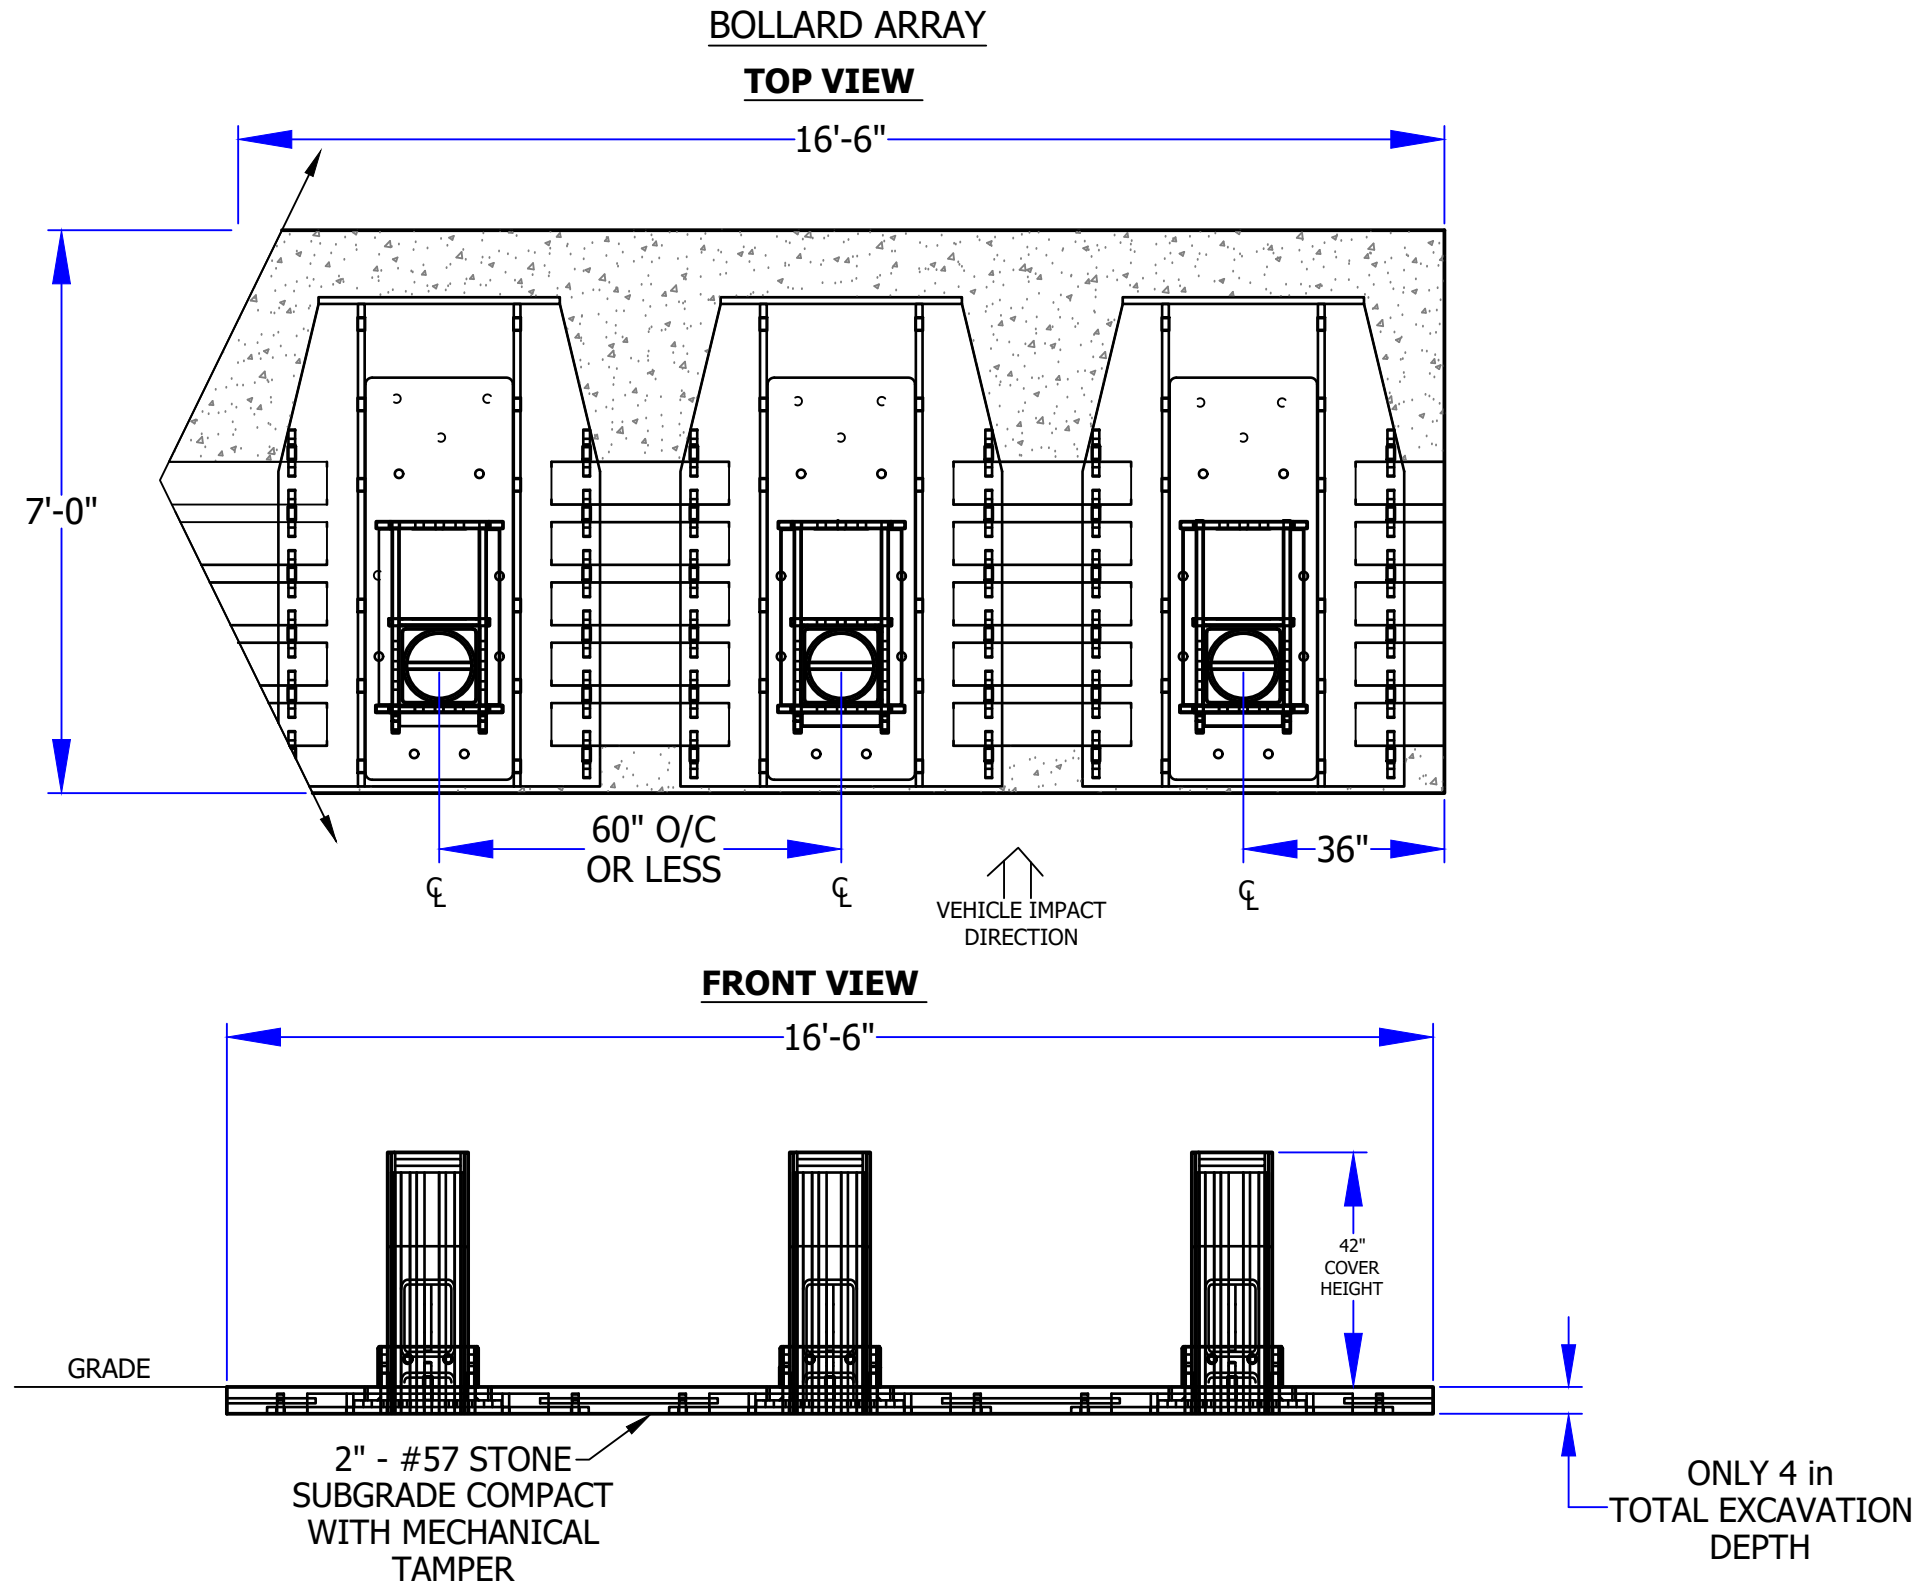 BOLLARD ARRAY
TOP VIEW
16'-6"
7'-0"
60" O/C
OR LESS
36"
℄
℄
℄
VEHICLE IMPACT
DIRECTION
FRONT VIEW
16'-6"
42"
COVER
HEIGHT
GRADE
2" - #57 STONE
SUBGRADE COMPACT
WITH MECHANICAL
TAMPER
ONLY 4 in
TOTAL EXCAVATION
DEPTH